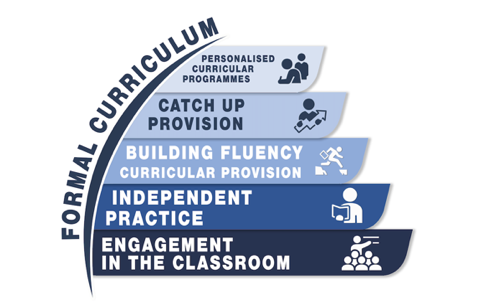 FORMAL CURRICULUM
PERSONALISED
CURRICULAR
PROGRAMMES
CATCH UP
PROVISION
BUILDING FLUENCY
CURRICULAR PROVISION
INDEPENDENT
PRACTICE
ENGAGEMENT
IN THE CLASSROOM